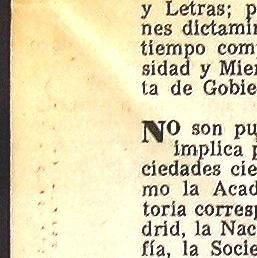 y Letras; p
nes dictamin
tiempo com
sidad y Mie
ta de Gobie
No son pu
implica p
ciedades cie
mo la Acad
toria corresp
drid, la Nac
fía, la Socie